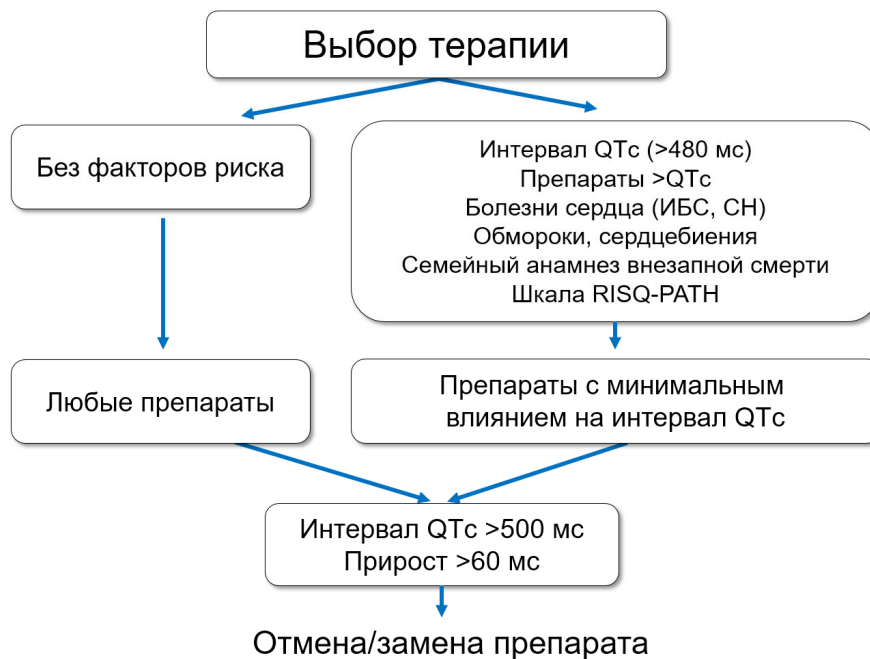 Выбор терапии
Без факторов риска
Интервал QTc (>480 мс)
Препараты >QTc
Болезни сердца (ИБС, СН)
Обмороки, сердцебиения
Семейный анамнез внезапной смерти
Шкала RISQ-PATH
Любые препараты
Препараты с минимальным
влиянием на интервал QTc
Интервал QTc >500 мс
Прирост >60 мс
Отмена/замена препарата